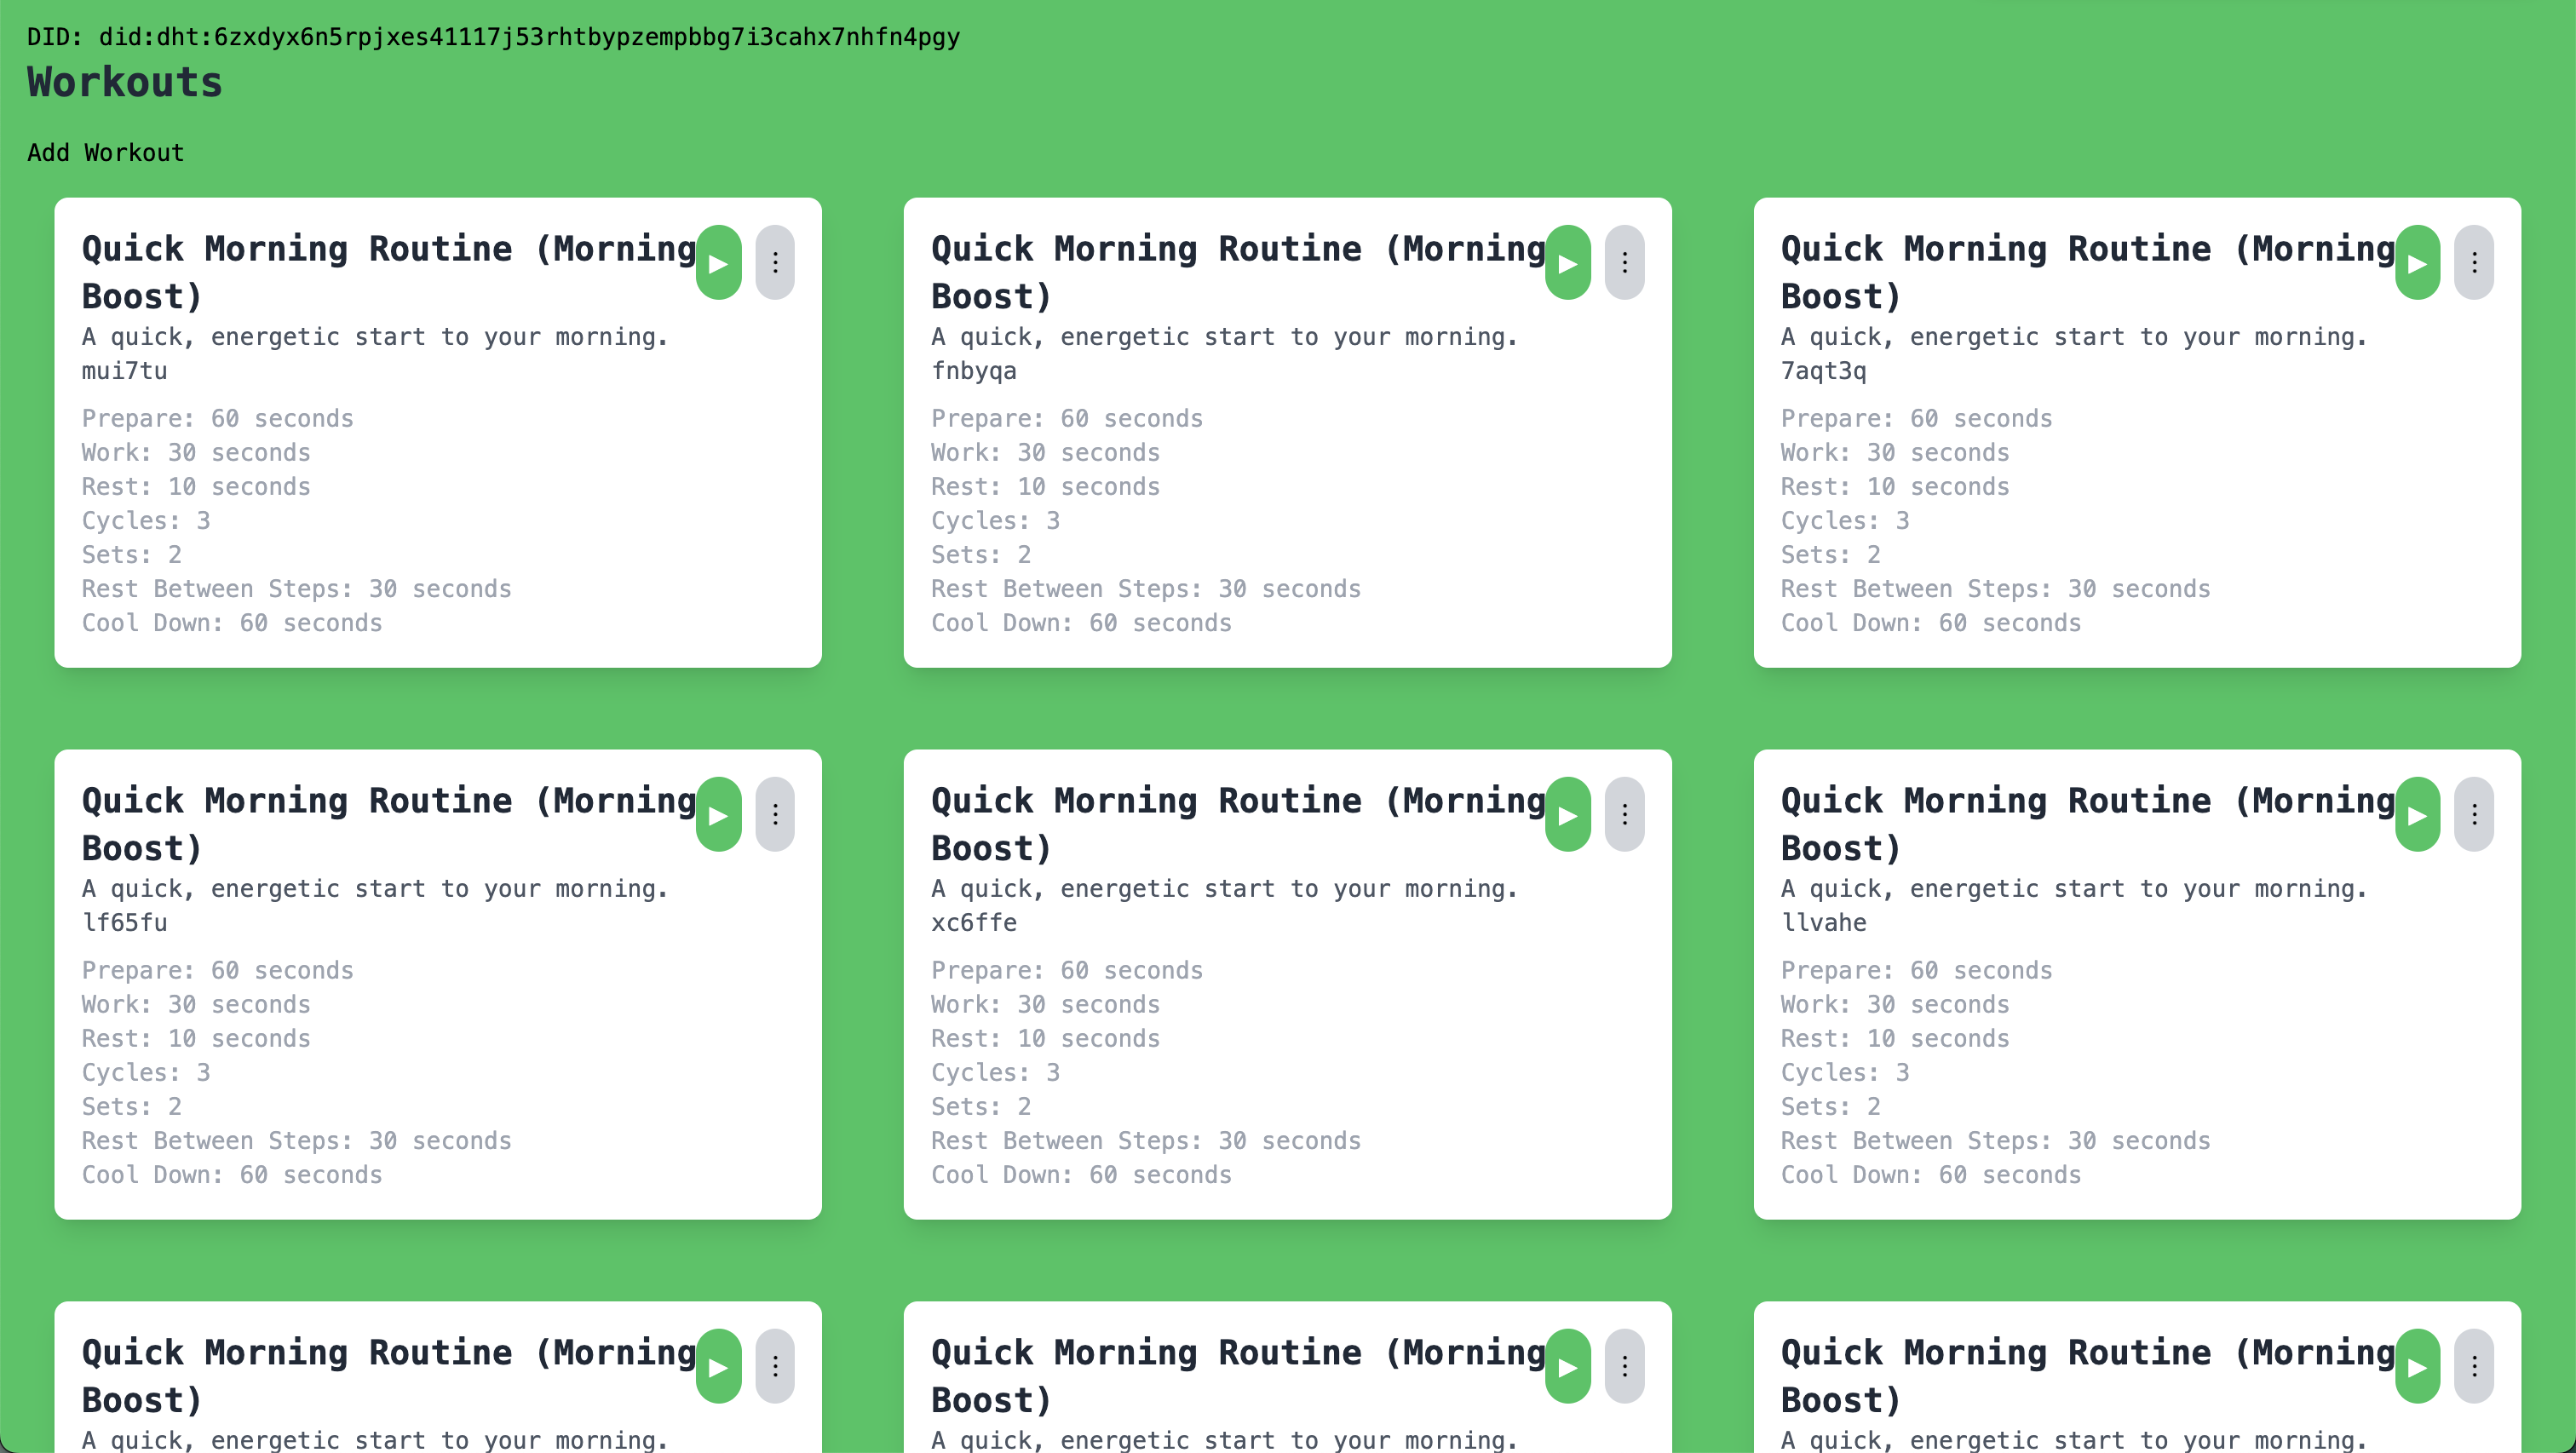 DID: did:dht:6zxdyx6n5rpjxes41117j53rhtbypzempbbg7i3cahx7nhfn4pgy
Workouts
Add Workout
Quick Morning Routine (Morning
Boost)
A quick, energetic start to your morning.
mui7tu
Prepare: 60 seconds
Work: 30 seconds
Rest: 10 seconds
Cycles: 3
Sets: 2
Rest Between Steps: 30 seconds
Cool Down: 60 seconds
Quick Morning Routine (Morning
Boost)
A quick, energetic start to your morning.
fnbyqa
Prepare: 60 seconds
Work: 30 seconds
Rest: 10 seconds
Cycles: 3
Sets: 2
Rest Between Steps: 30 seconds
Cool Down: 60 seconds
Quick Morning Routine (Morning
Boost)
A quick, energetic start to your morning.
7aqt3q
Prepare: 60 seconds
Work: 30 seconds
Rest: 10 seconds
Cycles: 3
Sets: 2
Rest Between Steps: 30 seconds
Cool Down: 60 seconds
Quick Morning Routine (Morning
Boost)
A quick, energetic start to your morning.
lf65fu
Prepare: 60 seconds
Work: 30 seconds
Rest: 10 seconds
Cycles: 3
Sets: 2
Rest Between Steps: 30 seconds
Cool Down: 60 seconds
Quick Morning Routine (Morning
Boost)
A quick, energetic start to your morning.
xc6ffe
Prepare: 60 seconds
Work: 30 seconds
Rest: 10 seconds
Cycles: 3
Sets: 2
Rest Between Steps: 30 seconds
Cool Down: 60 seconds
Quick Morning Routine (Morning
Boost)
A quick, energetic start to your morning.
llvahe
Prepare: 60 seconds
Work: 30 seconds
Rest: 10 seconds
Cycles: 3
Sets: 2
Rest Between Steps: 30 seconds
Cool Down: 60 seconds
Quick Morning Routine (Morning
Boost)
A quick, energetic start to your morning.
Quick Morning Routine (Morning
Boost)
A quick, energetic start to your morning.
Quick Morning Routine (Morning
Boost)
A quick, energetic start to your morning.